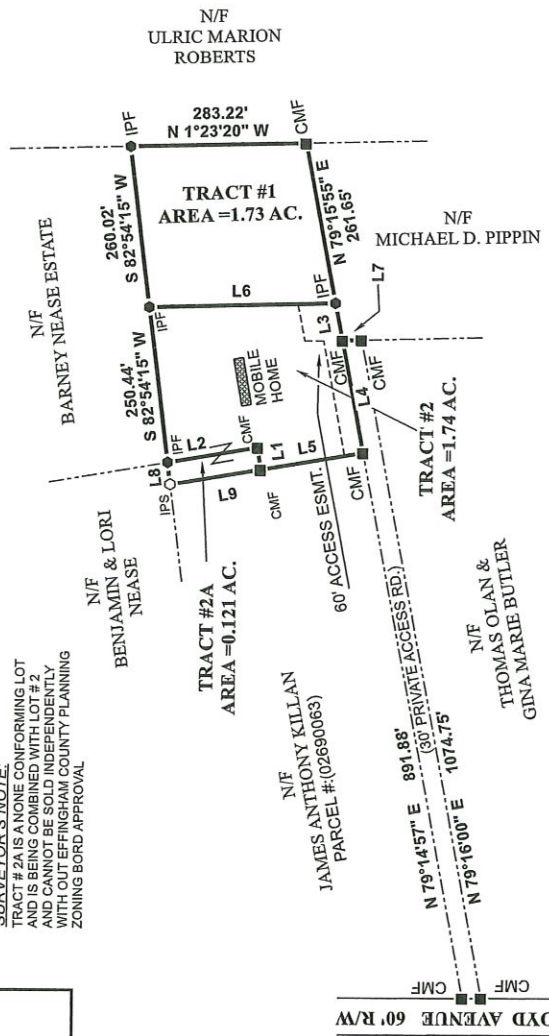 SURVEYOR'S NOTE:
TRACT # 2A IS A NONE CONFORMING LOT
AND IS BEING COMBINED WITH LOT # 2
AND CANNOT BE SOLD INDEPENDENTLY
WITH OUT EFFINGHAM COUNTY PLANNING
ZONING BORD APPROVAL
N/F
BENJAMIN & LORI
NEASE
N/F
BARNEY NEASE ESTATE
N/F
ULRIC MARION
ROBERTS
IPS
L8
IPF
250.44'
S 82°54'15" W
IPF
260.02'
S 82°54'15" W
IPF
283.22'
N 1°23'20" W
CMF
TRACT #1
AREA =1.73 AC.
N 79°15'55" E
261.65'
L6
IPF
L3
L7
N/F
MICHAEL D. PIPPIN
CMF
CMF
L4
MOBILE
HOME
CMF
L2
L1
L9
L5
CMF
CMF
TRACT #2A
AREA =0.121 AC.
60' ACCESS ESMT.
TRACT #2
AREA =1.74 AC.
N/F
JAMES ANTHONY KILLAN
PARCEL #:(02690063)
N 79°14'57" E 891.88'
(30' PRIVATE ACCESS RD.)
N 79°16'00" E 1074.75'
N/F
THOMAS OLAN &
GINA MARIE BUTLER
CMF
CMF
OYD AVENUE 60' R/W